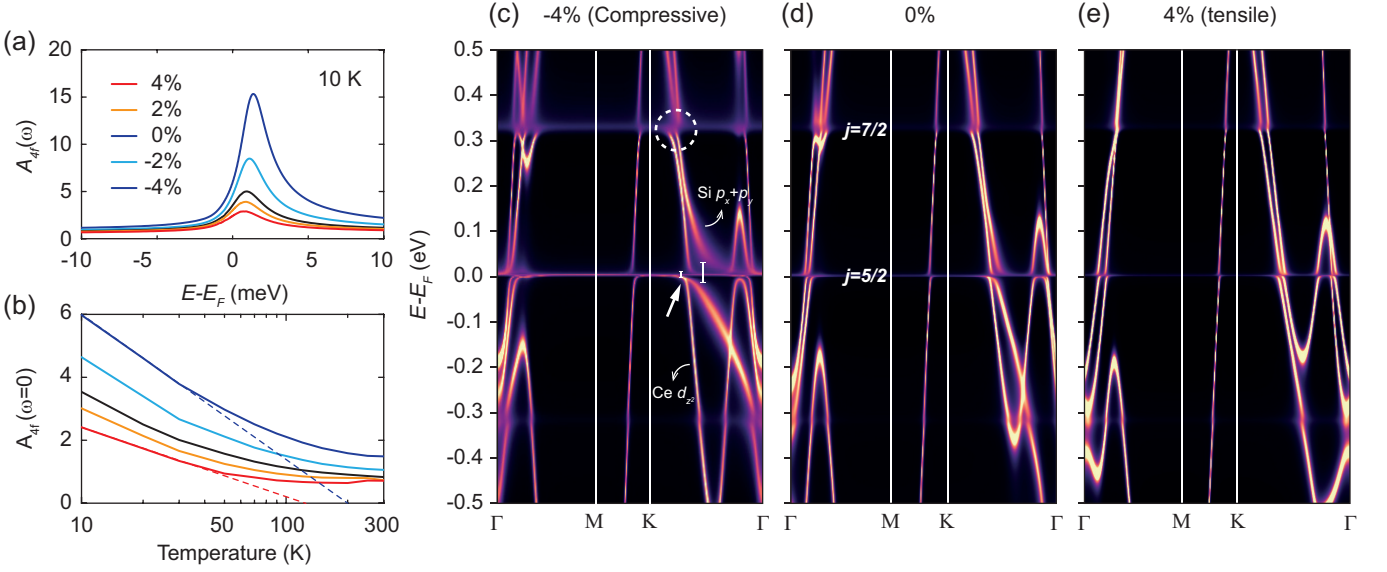 (a)
20
15
10
5
0
A4f(ω)
4%
2%
0%
-2%
-4%
10 K
-10
-5
0
5
10
E-EF (meV)
(b)
6
4
2
0
A4f(ω=0)
10
50
100
300
Temperature (K)
(c)
-4% (Compressive)
0.5
0.4
0.3
0.2
0.1
0.0
-0.1
-0.2
-0.3
-0.4
-0.5
E-EF (eV)
Si px+py
Ce dz2
Γ
M
K
Γ
(d)
0%
j=7/2
j=5/2
Γ
M
K
Γ
(e)
4% (tensile)
Γ
M
K
Γ